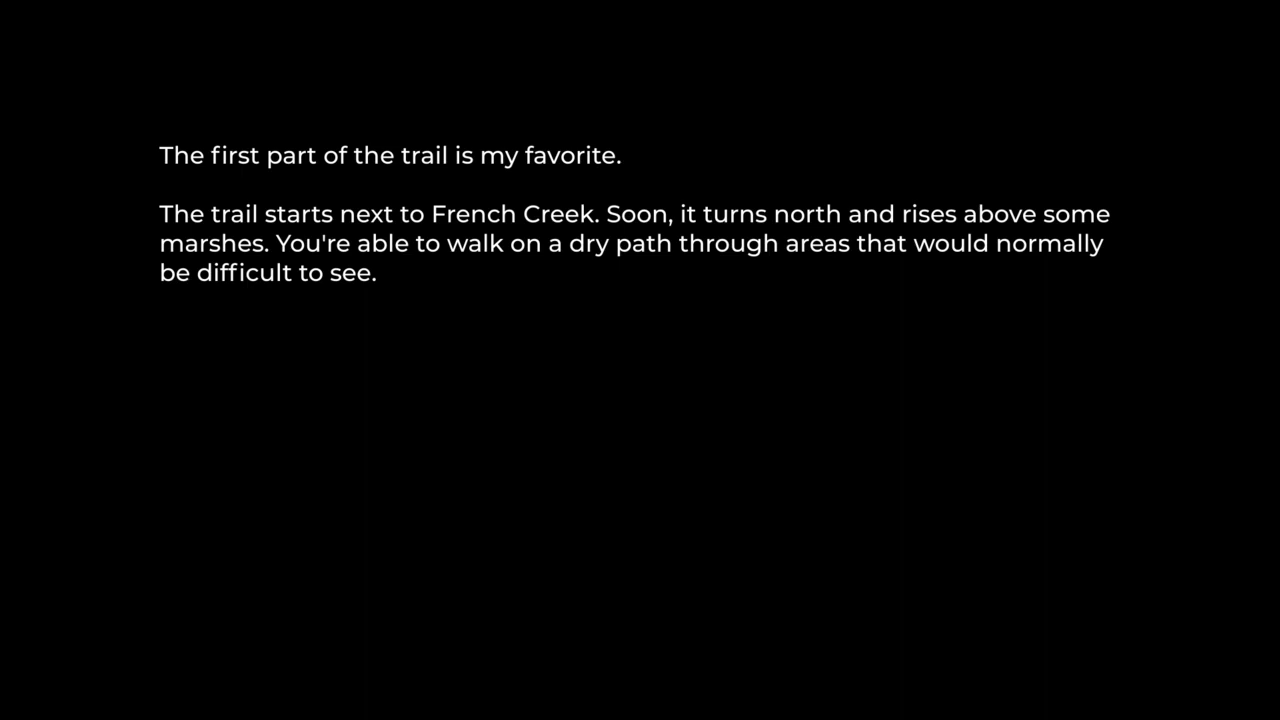 The first part of the trail is my favorite.
The trail starts next to French Creek. Soon, it turns north and rises above some
marshes. You're able to walk on a dry path through areas that would normally
be difficult to see.